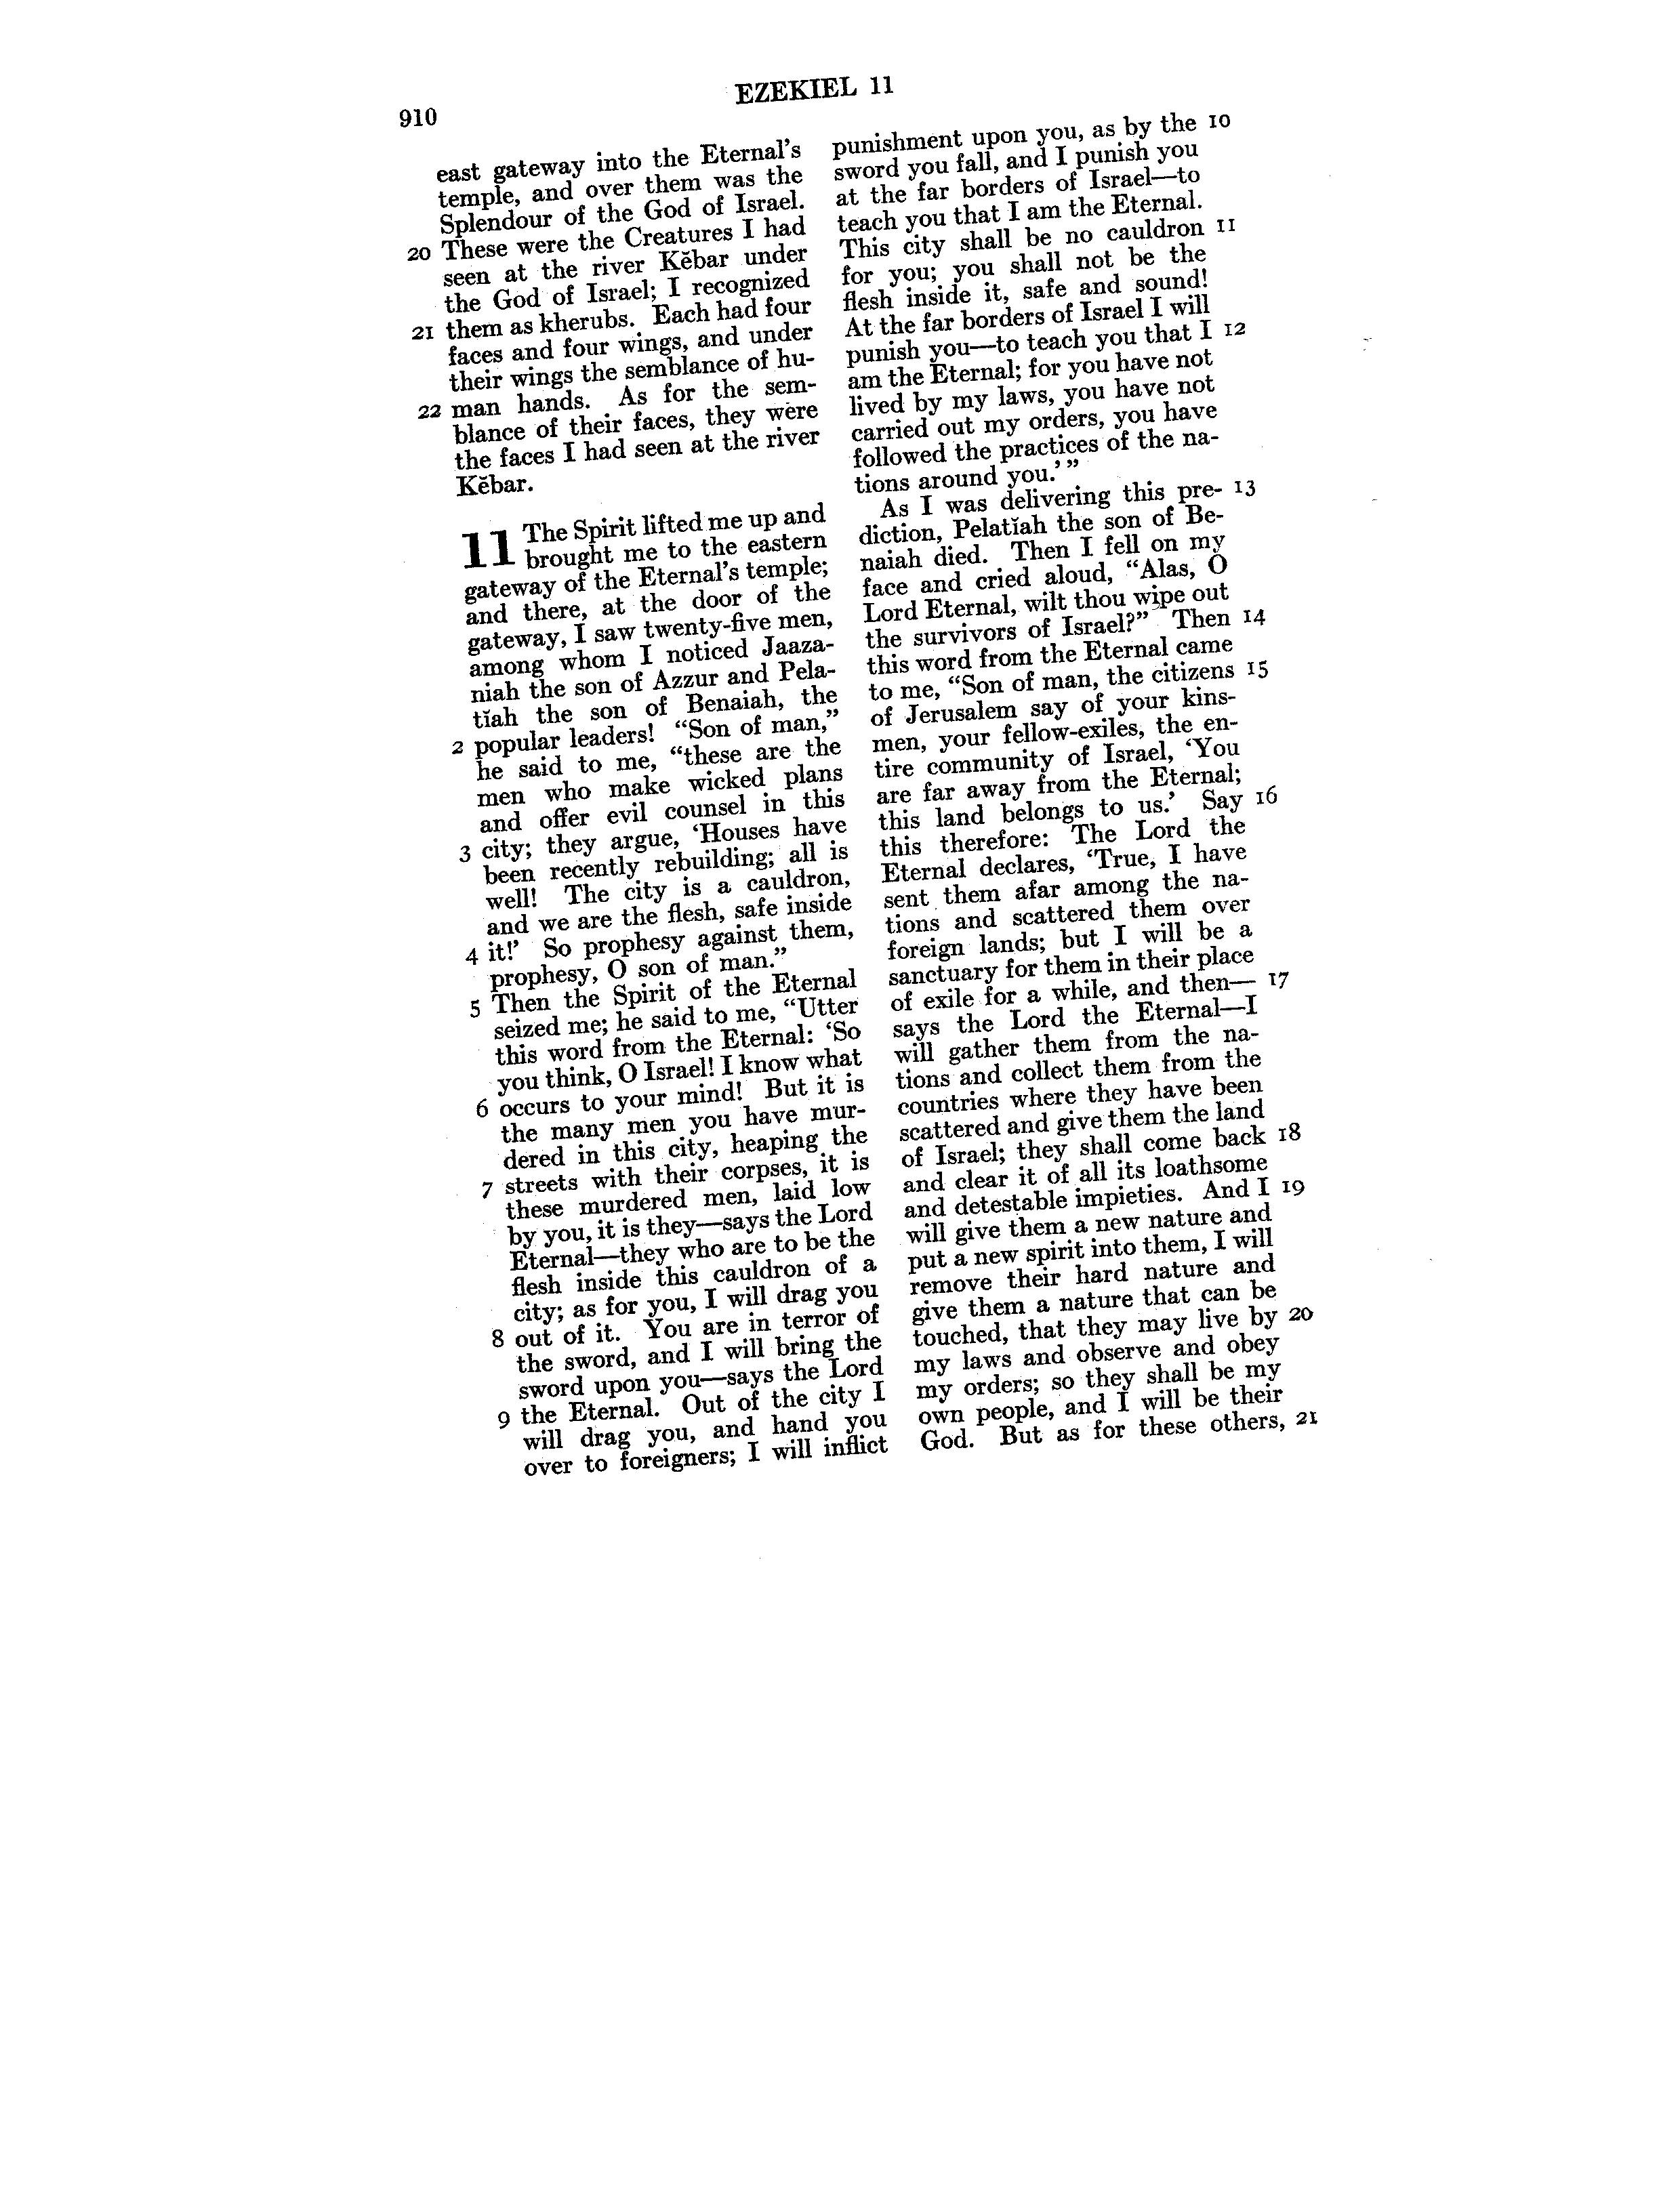 910
EZEKIEL 11
east gateway into the Eternal's
temple, and over them was the
Splendour of the God of Israel.
20 These were the Creatures I had
seen at the river Kĕbar under
the God of Israel; I recognized
21 them as kherubs. Each had four
faces and four wings, and under
their wings the semblance of hu-
22 man hands. As for the sem-
blance of their faces, they were
the faces I had seen at the river
Kĕbar.
11 The Spirit lifted me up and
brought me to the eastern
gateway of the Eternal's temple;
and there, at the door of the
gateway, I saw twenty-five men,
among whom I noticed Jaaza-
niah the son of Azzur and Pela-
tĭah the son of Benaiah, the
2 popular leaders! “Son of man,”
he said to me, “these are the
men who make wicked plans
and offer evil counsel in this
3 city; they argue, ‘Houses have
been recently rebuilding; all is
well! The city is a cauldron,
and we are the flesh, safe inside
4 it!’ So prophesy against them,
prophesy, O son of man.”
5 Then the Spirit of the Eternal
seized me; he said to me, “Utter
this word from the Eternal: ‘So
you think, O Israel! I know what
6 occurs to your mind! But it is
the many men you have mur-
dered in this city, heaping the
7 streets with their corpses, it is
these murdered men, laid low
by you, it is they—says the Lord
Eternal—they who are to be the
flesh inside this cauldron of a
city; as for you, I will drag you
8 out of it. You are in terror of
the sword, and I will bring the
sword upon you—says the Lord
9 the Eternal. Out of the city I
will drag you, and hand you
over to foreigners; I will inflict
punishment upon you, as by the 10
sword you fall, and I punish you
at the far borders of Israel—to
teach you that I am the Eternal.
This city shall be no cauldron 11
for you; you shall not be the
flesh inside it, safe and sound!
At the far borders of Israel I will
punish you—to teach you that I 12
am the Eternal; for you have not
lived by my laws, you have not
carried out my orders, you have
followed the practices of the na-
tions around you.’”
As I was delivering this pre- 13
diction, Pelatĭah the son of Be-
naiah died. Then I fell on my
face and cried aloud, “Alas, O
Lord Eternal, wilt thou wipe out
the survivors of Israel?” Then 14
this word from the Eternal came
to me, “Son of man, the citizens 15
of Jerusalem say of your kins-
men, your fellow-exiles, the en-
tire community of Israel, ‘You
are far away from the Eternal;
this land belongs to us.’ Say 16
this therefore: The Lord the
Eternal declares, ‘True, I have
sent them afar among the na-
tions and scattered them over
foreign lands; but I will be a
sanctuary for them in their place
of exile for a while, and then— 17
says the Lord the Eternal—I
will gather them from the na-
tions and collect them from the
countries where they have been
scattered and give them the land
of Israel; they shall come back 18
and clear it of all its loathsome
and detestable impieties. And I 19
will give them a new nature and
put a new spirit into them, I will
remove their hard nature and
give them a nature that can be
touched, that they may live by 20
my laws and observe and obey
my orders; so they shall be my
own people, and I will be their
God. But as for these others, 21